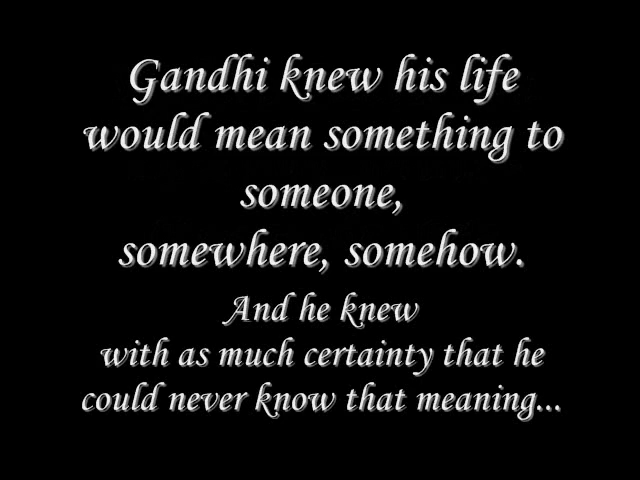 Gandhi knew his life
would mean something to
someone,
somewhere, somehow.
And he knew
with as much certainty that he
could never know that meaning...